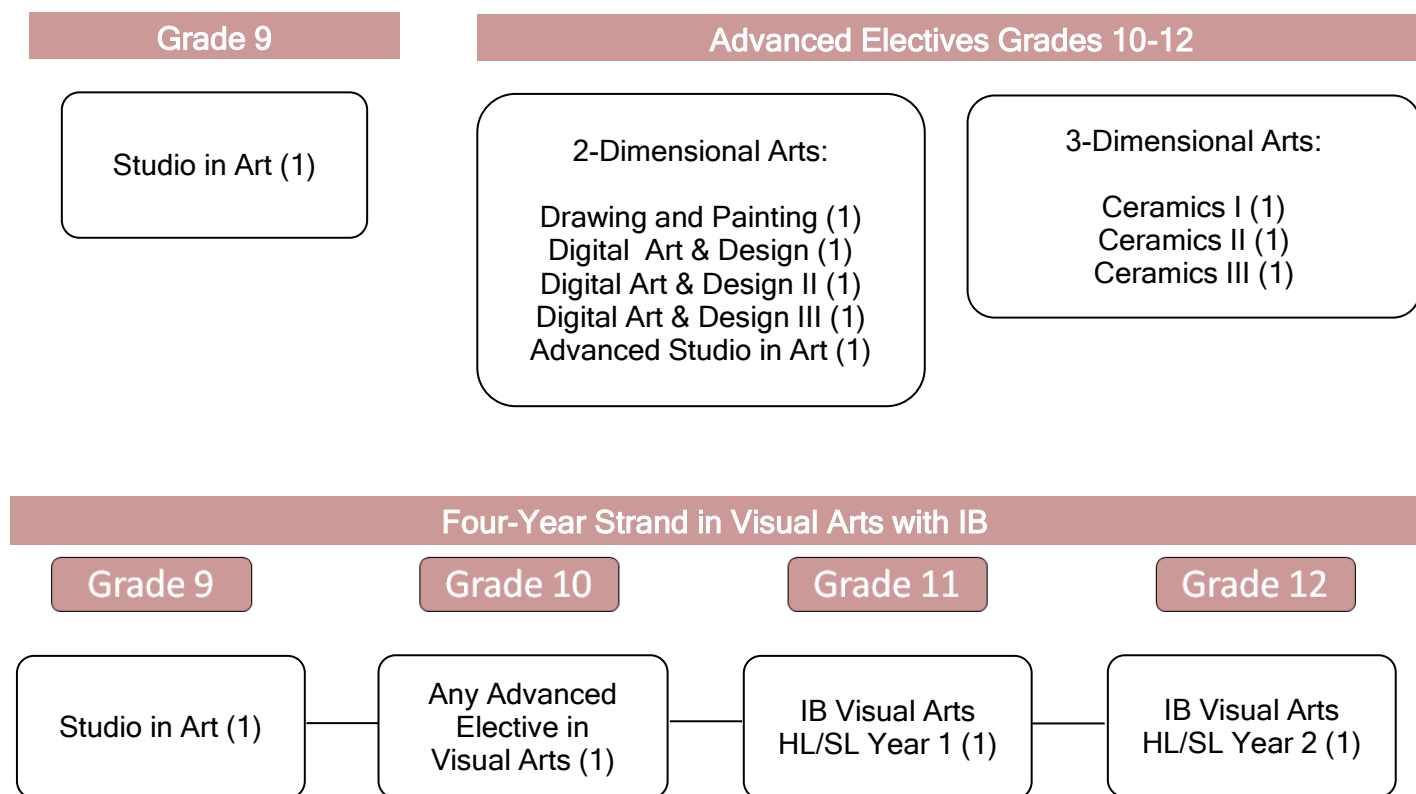 Grade 9
Advanced Electives Grades 10-12
Studio in Art (1)
2-Dimensional Arts:
Drawing and Painting (1)
Digital Art & Design (1)
Digital Art & Design II (1)
Digital Art & Design III (1)
Advanced Studio in Art (1)
3-Dimensional Arts:
Ceramics I (1)
Ceramics II (1)
Ceramics III (1)
Four-Year Strand in Visual Arts with IB
Grade 9
Grade 10
Grade 11
Grade 12
Studio in Art (1)
Any Advanced
Elective in
Visual Arts (1)
IB Visual Arts
HL/SL Year 1 (1)
IB Visual Arts
HL/SL Year 2 (1)